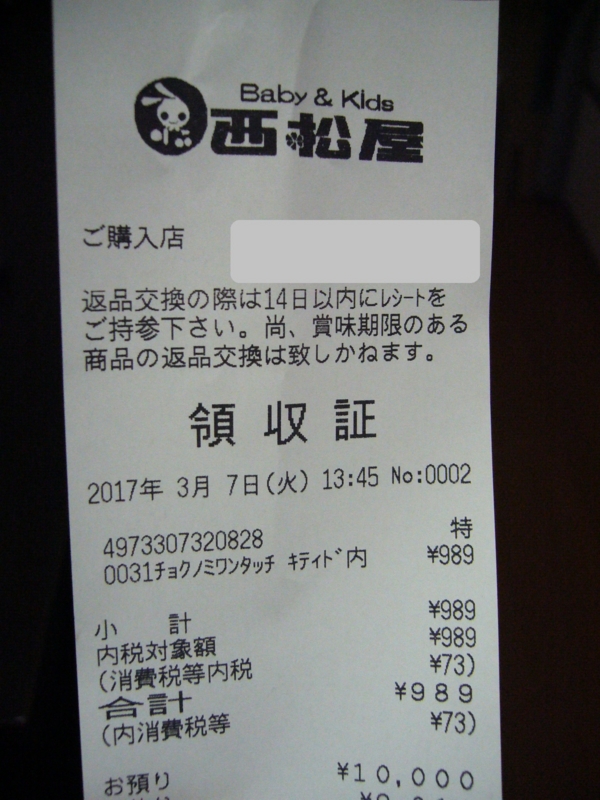 Baby & Kids
西松屋
ご購入店
返品交換の際は14日以内にﾚｼｰﾄを
ご持参下さい。尚、賞味期限のある
商品の返品交換は致しかねます。
領収証
2017年 3月 7日(火) 13:45 No:0002
4973307320828 特
0031ﾁｮｸﾉﾐﾜﾝﾀｯﾁ ｷﾃｨﾄﾞ内 ¥989
小計 ¥989
内税対象額 ¥989
(消費税等内税 ¥73)
合計 ¥989
(内消費税等 ¥73)
お預り ¥10,000